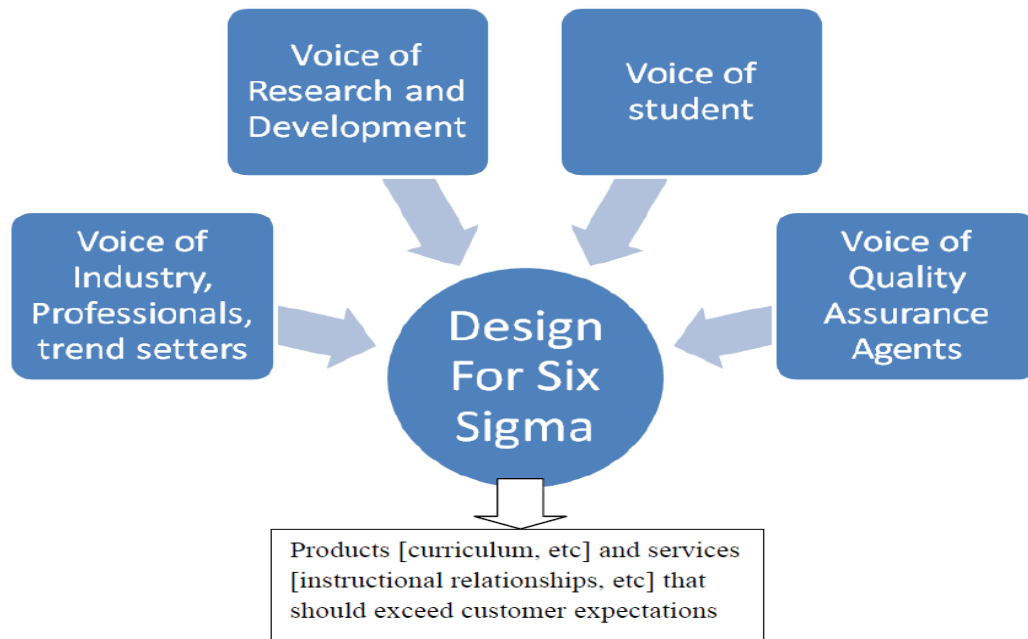 Voice of
Research and
Development
Voice of
student
Voice of
Industry,
Professionals,
trend setters
Voice of
Quality
Assurance
Agents
Design
For Six
Sigma
Products [curriculum, etc] and services
[instructional relationships, etc] that
should exceed customer expectations